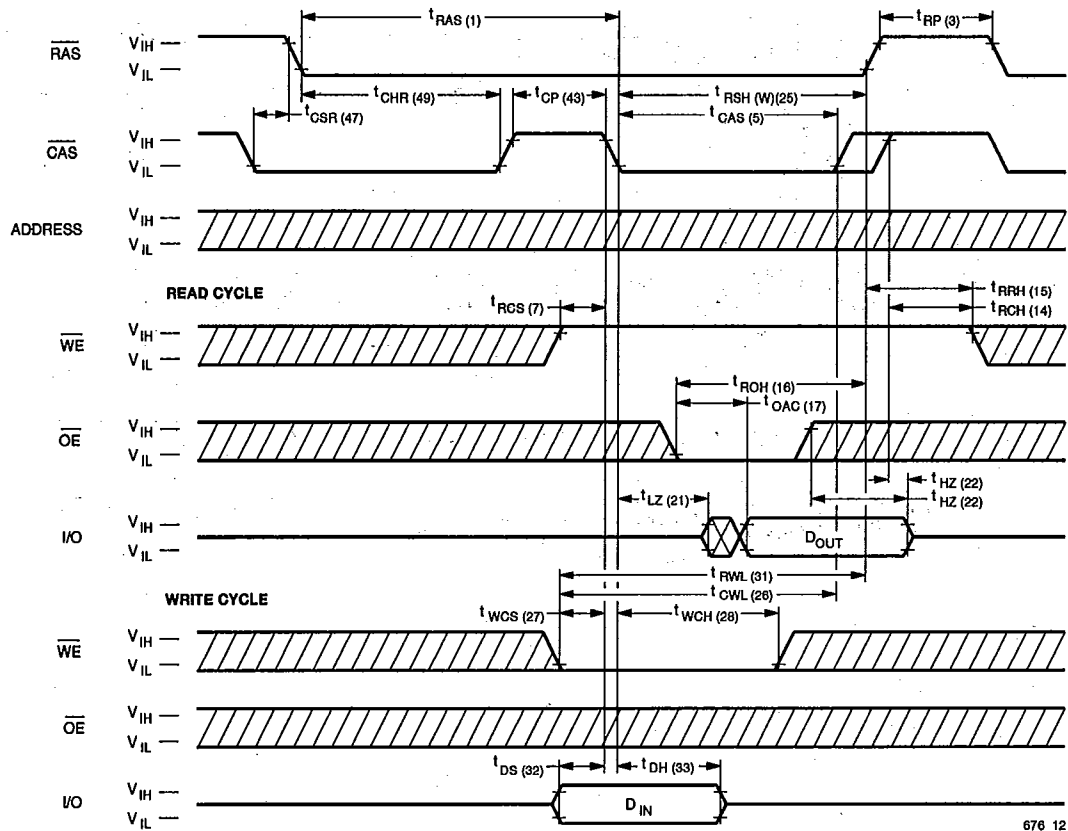 t RAS (1)
t RP (3)
RAS
V IH
V IL
t CHR (49)
t CP (43)
t RSH (W)(25)
t CSR (47)
t CAS (5)
CAS
V IH
V IL
ADDRESS
V IH
V IL
READ CYCLE
t RRH (15)
t RCS (7)
t RCH (14)
WE
V IH
V IL
t ROH (16)
t OAC (17)
OE
V IH
V IL
t HZ (22)
t HZ (22)
t LZ (21)
I/O
V IH
V IL
D OUT
t RWL (31)
t CWL (26)
WRITE CYCLE
t WCS (27)
t WCH (28)
WE
V IH
V IL
OE
V IH
V IL
t DS (32)
t DH (33)
I/O
V IH
V IL
D IN
676 12